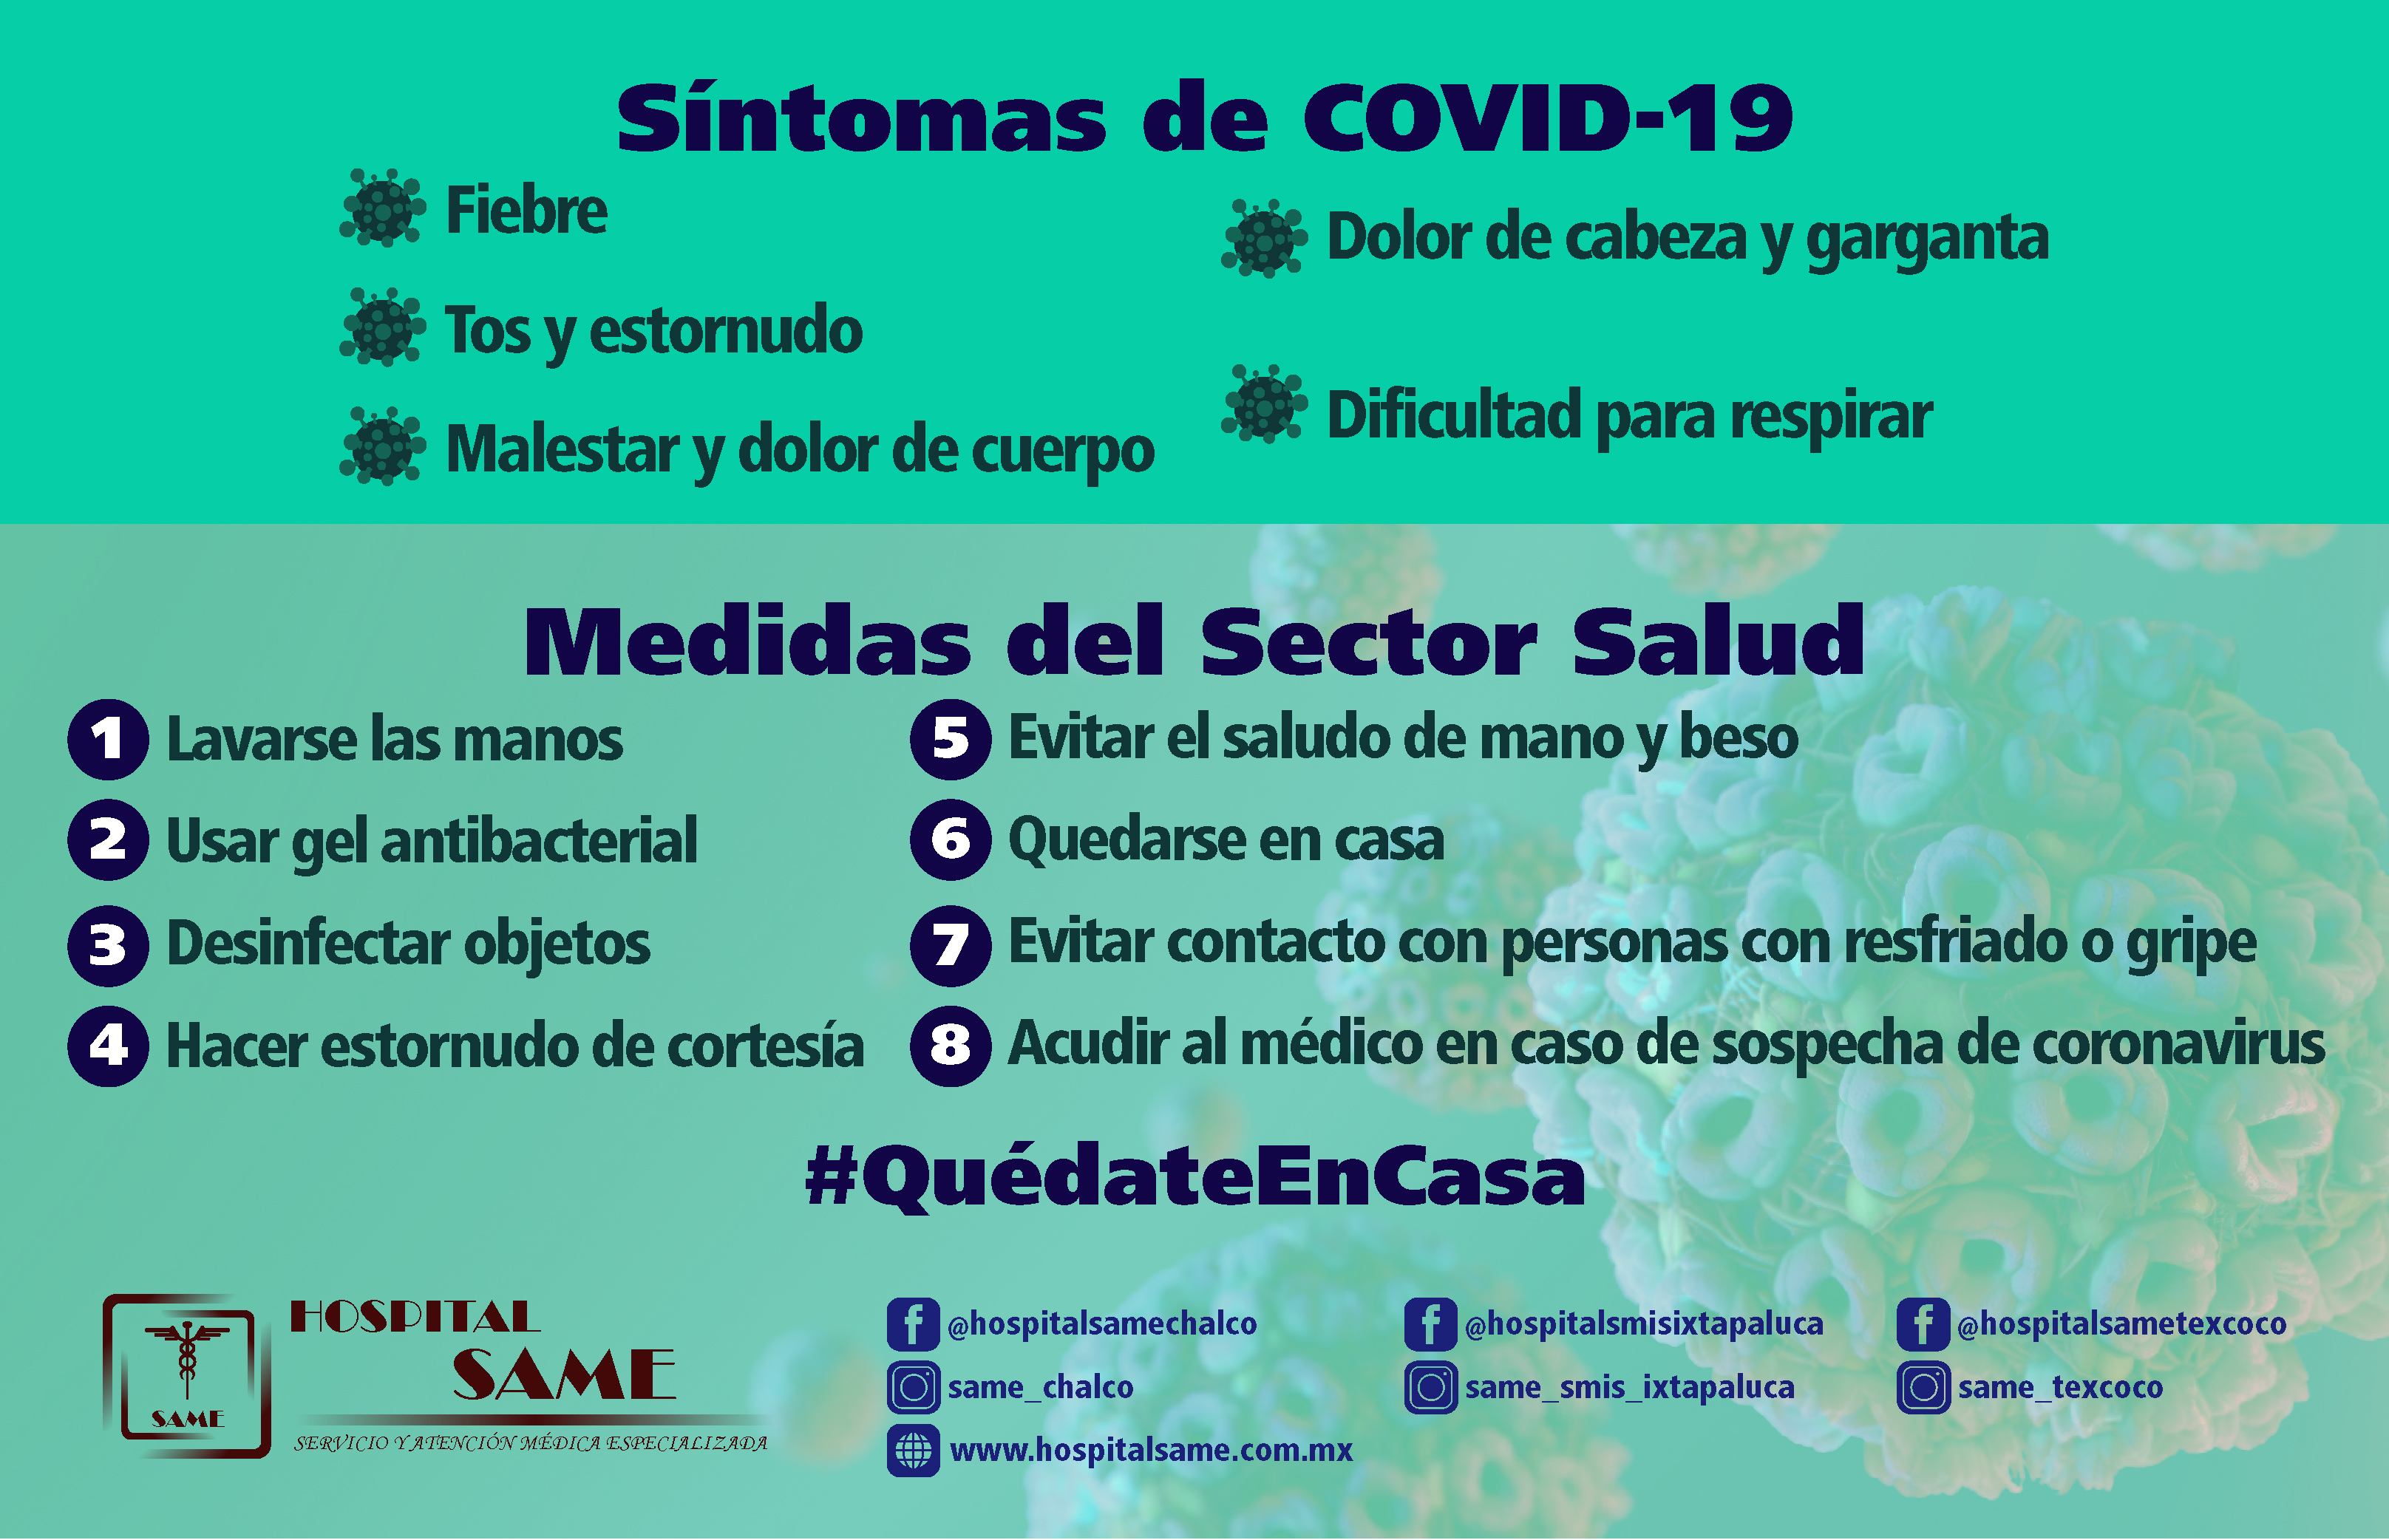 Síntomas de COVID-19
Fiebre
Tos y estornudo
Malestar y dolor de cuerpo
Dolor de cabeza y garganta
Dificultad para respirar
Medidas del Sector Salud
1 Lavarse las manos
2 Usar gel antibacterial
3 Desinfectar objetos
4 Hacer estornudo de cortesía
5 Evitar el saludo de mano y beso
6 Quedarse en casa
7 Evitar contacto con personas con resfriado o gripe
8 Acudir al médico en caso de sospecha de coronavirus
#QuédateEnCasa
SAME
HOSPITAL
SAME
SERVICIO Y ATENCIÓN MÉDICA ESPECIALIZADA
@hospitalsamechalco
same_chalco
www.hospitalsame.com.mx
@hospitalsmisixtapaluca
same_smis_ixtapaluca
@hospitalsametexcoco
same_texcoco